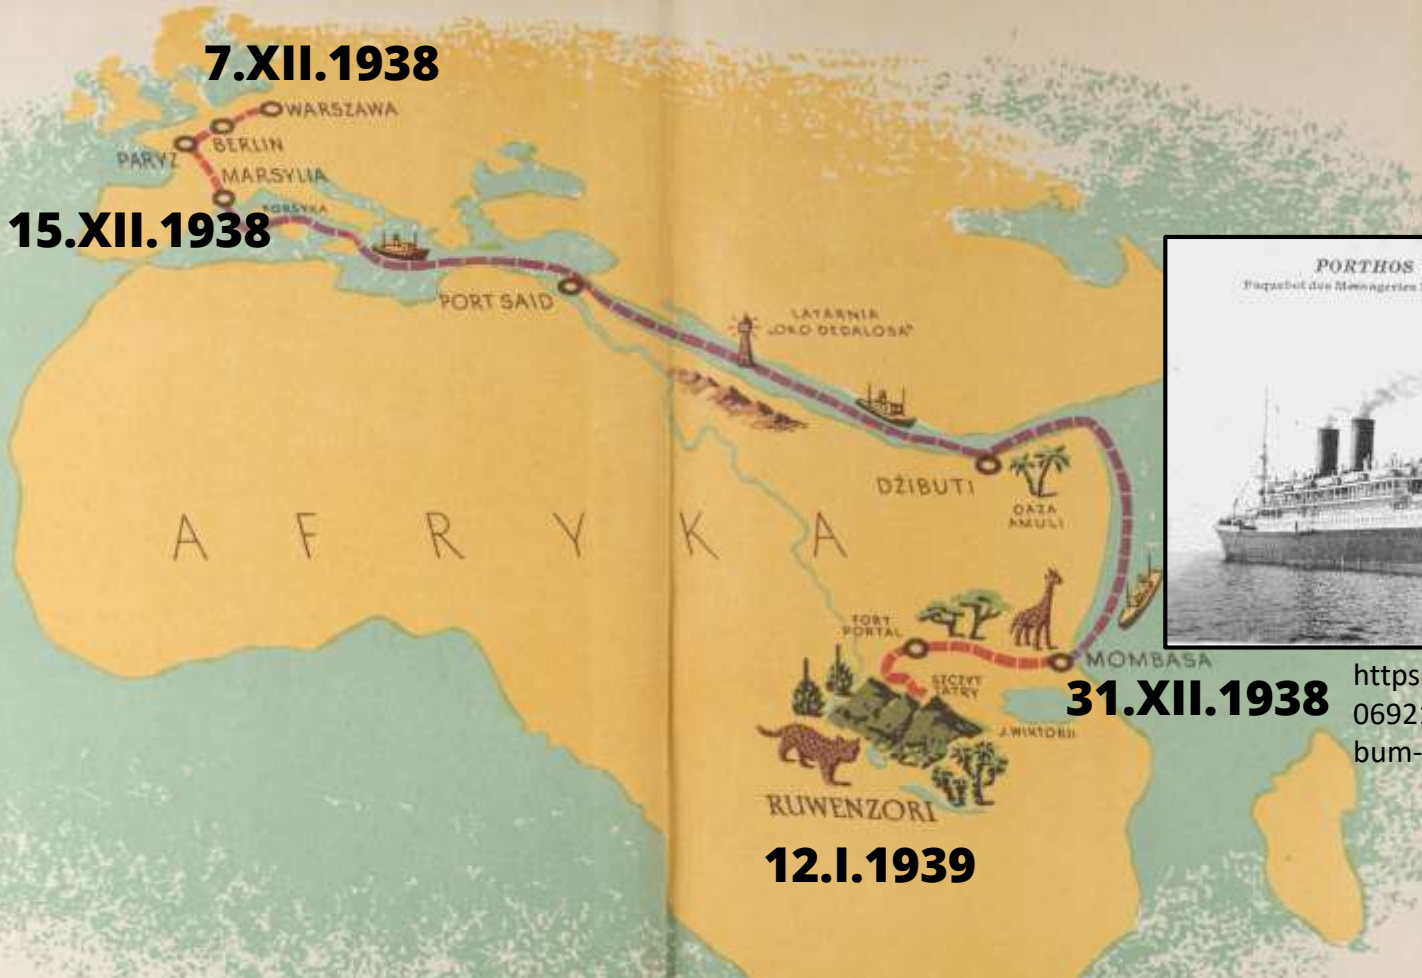 7.XII.1938
WARSZAWA
BERLIN
PARYZ
MARSYLIA
KORSYKA
15.XII.1938
PORTHOS
Paquebot des Messageries
PORT SAID
LATARNIA
„OKO DEDALOSA"
DŻIBUTI
OAZA
AMULI
A F R Y K A
FORT
PORTAL
MOMBASA
SZCZYT
TATRY
31.XII.1938
J.WIKTORII
https
0692
bum-
RUWENZORI
12.I.1939